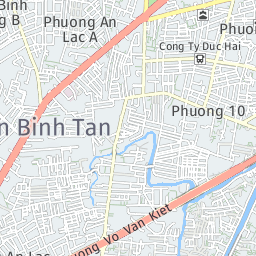 Binh
g B
Phuong An
Lac A
Phuo
Cong Ty Duc Hai
Phuong 10
n Binh Tan
uong Vo Van Kiet
An Lac